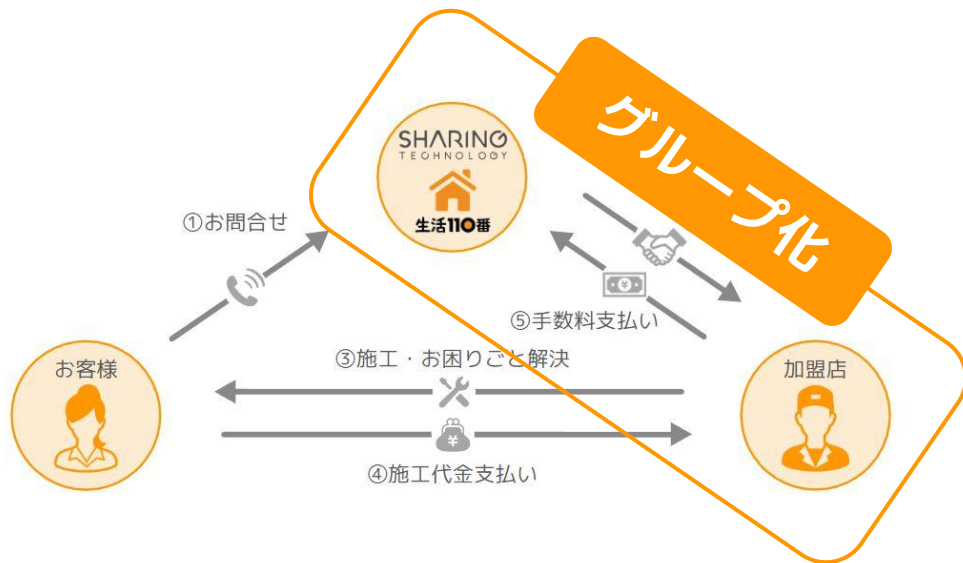 グループ化
SHARING
TECHNOLOGY
生活110番
①お問合せ
⑤手数料支払い
③施工・お困りごと解決
お客様
加盟店
④施工代金支払い